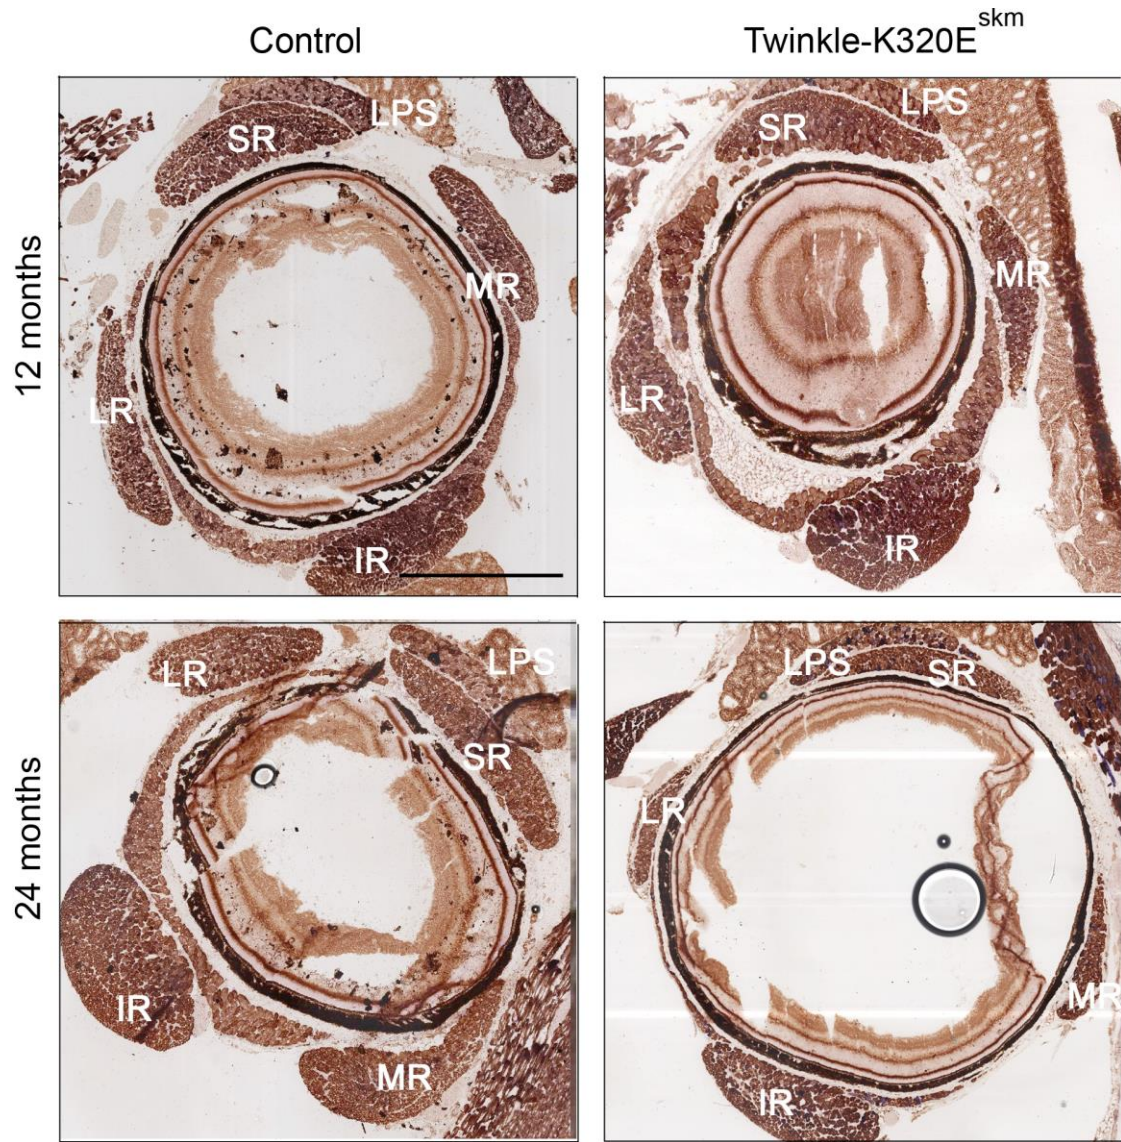 Control
Twinkle-K320E^skm
12 months
LPS
SR
MR
LR
IR
LPS
SR
MR
LR
IR
24 months
LR
LPS
SR
IR
MR
LPS
SR
LR
MR
IR